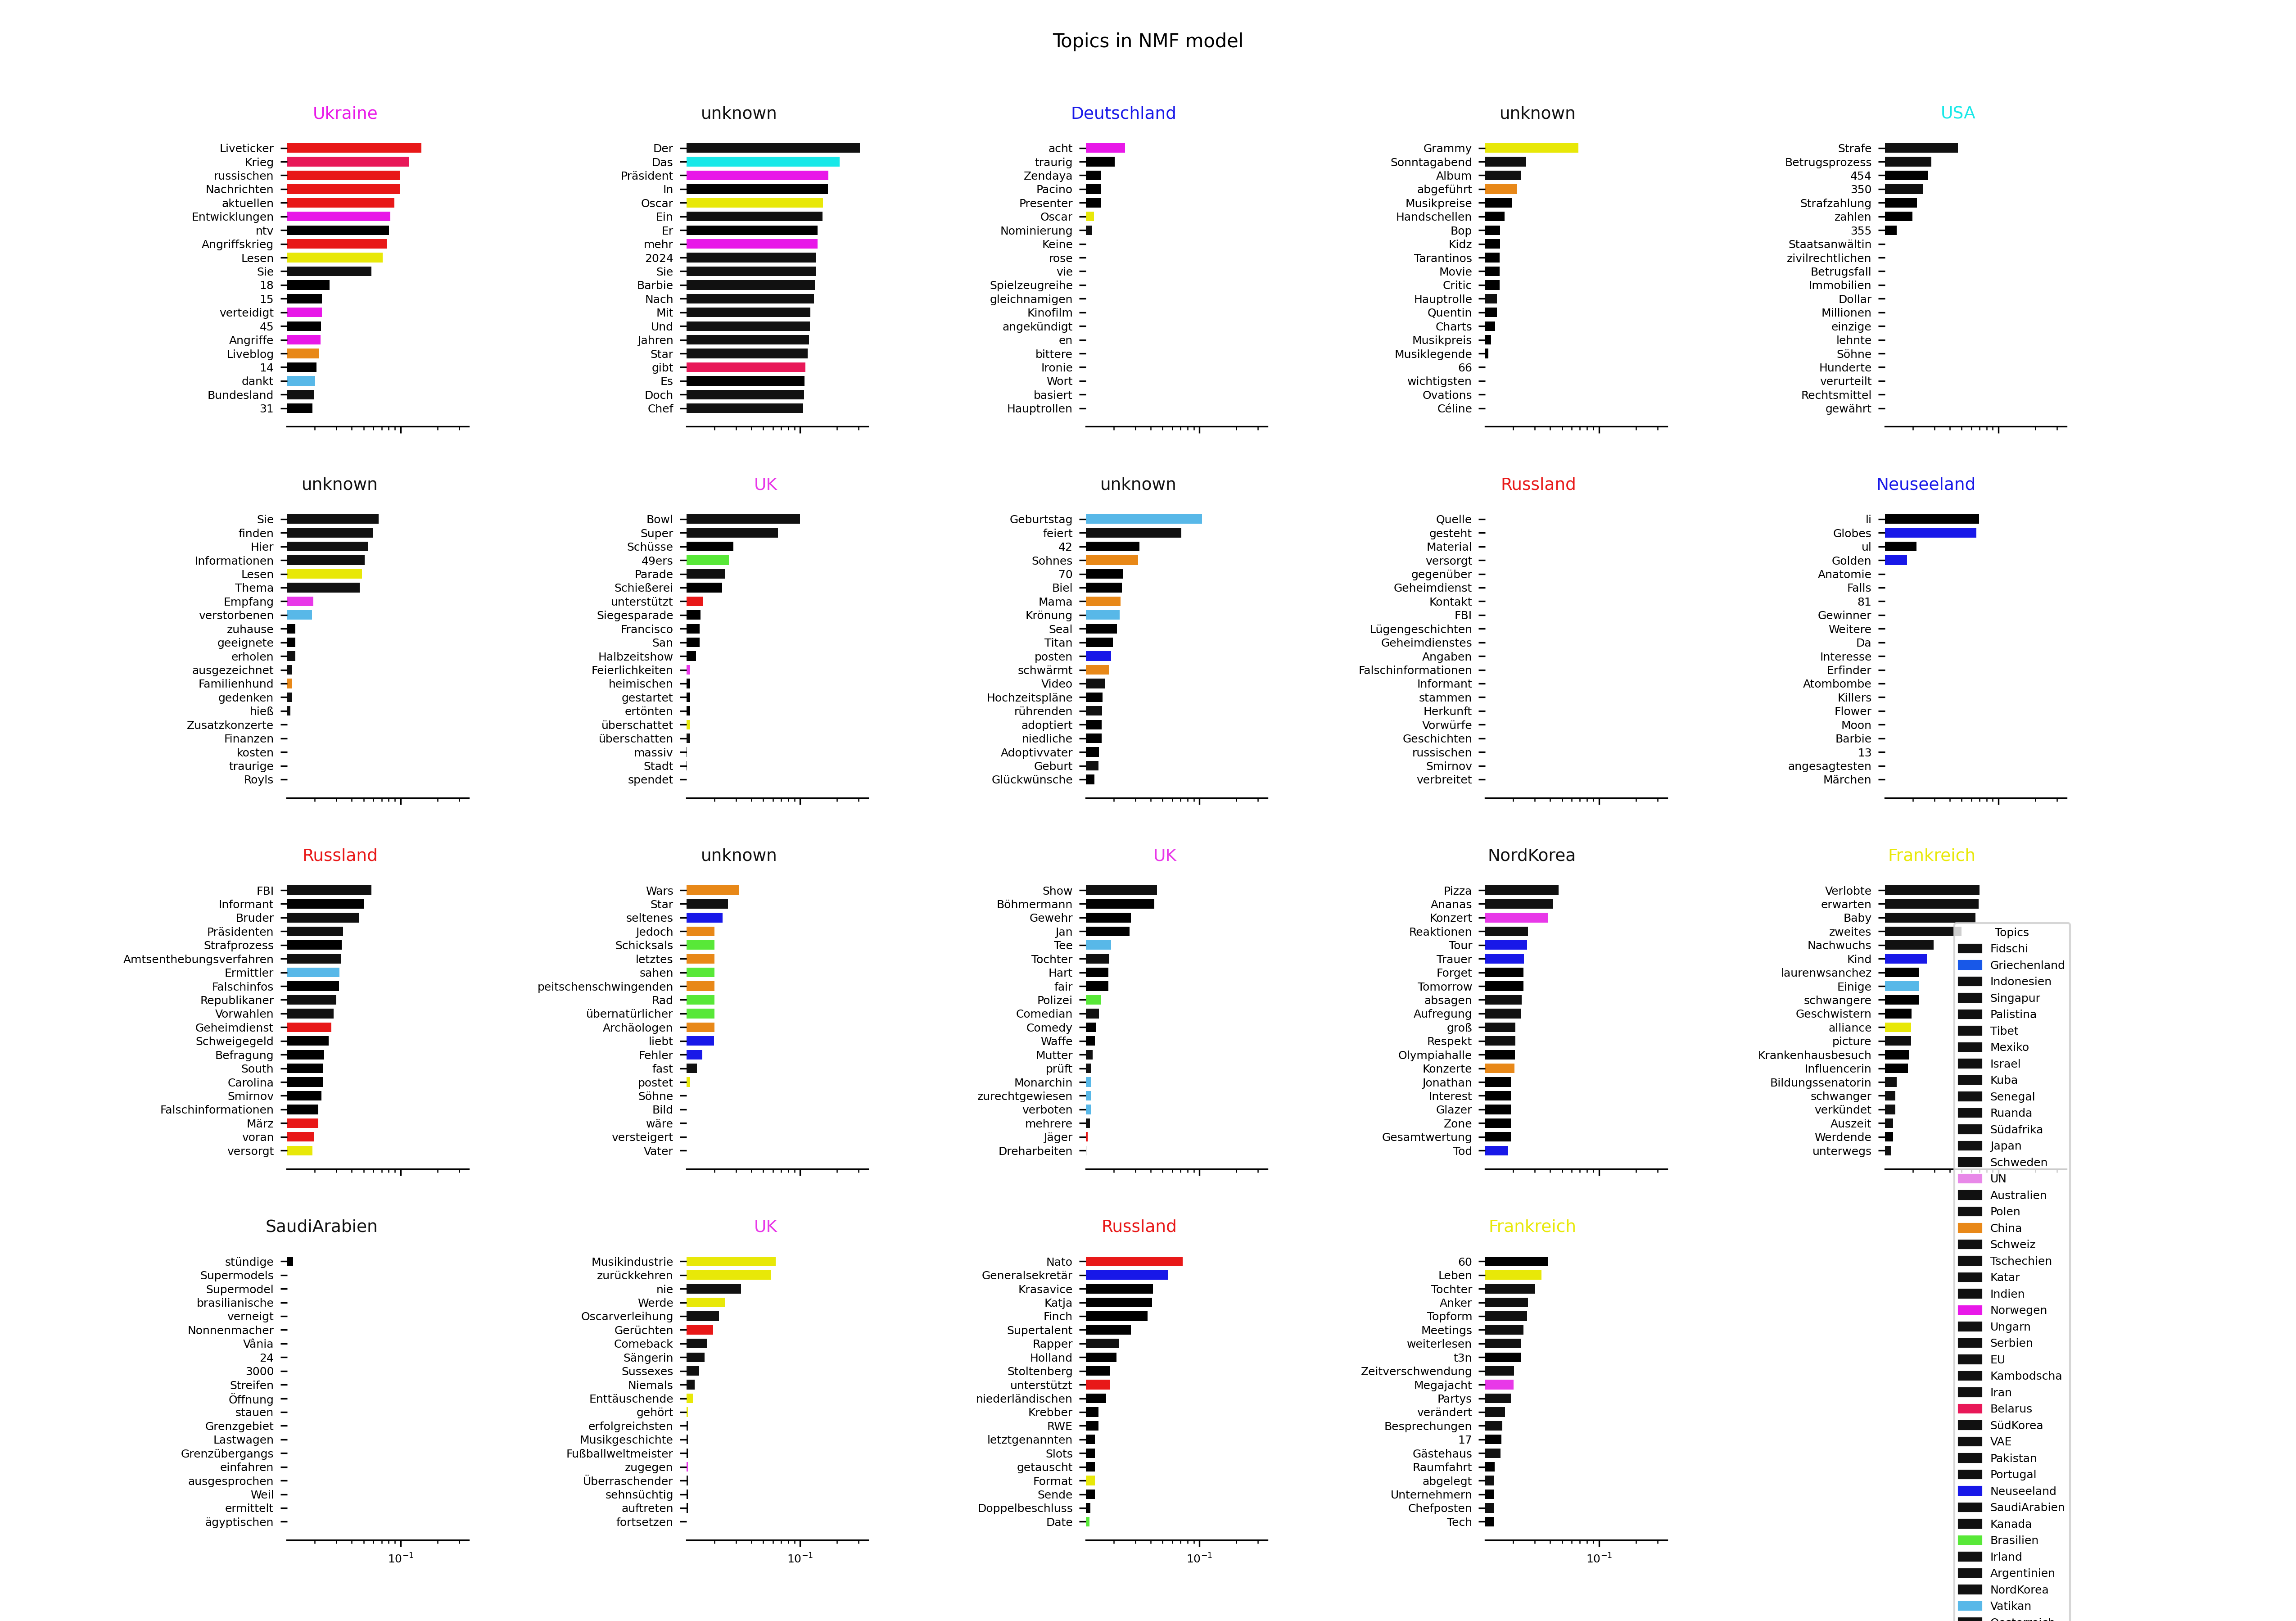 Topics in NMF model
Ukraine
Liveticker
Krieg
russischen
Nachrichten
aktuellen
Entwicklungen
ntv
Angriffskrieg
Lesen
Sie
18
15
verteidigt
45
Angriffe
Liveblog
14
dankt
Bundesland
31
unknown
Der
Das
Präsident
In
Oscar
Ein
Er
mehr
2024
Sie
Barbie
Nach
Mit
Und
Jahren
Star
gibt
Es
Doch
Chef
Deutschland
acht
traurig
Zendaya
Pacino
Presenter
Oscar
Nominierung
Keine
rose
vie
Spielzeugreihe
gleichnamigen
Kinofilm
angekündigt
en
bittere
Ironie
Wort
basiert
Hauptrollen
unknown
Grammy
Sonntagabend
Album
abgeführt
Musikpreise
Handschellen
Bop
Kidz
Tarantinos
Movie
Critic
Hauptrolle
Quentin
Charts
Musikpreis
Musiklegende
66
wichtigsten
Ovations
Céline
USA
Strafe
Betrugsprozess
454
350
Strafzahlung
zahlen
355
Staatsanwältin
zivilrechtlichen
Betrugsfall
Immobilien
Dollar
Millionen
einzige
lehnte
Söhne
Hunderte
verurteilt
Rechtsmittel
gewährt
unknown
Sie
finden
Hier
Informationen
Lesen
Thema
Empfang
verstorbenen
zuhause
geeignete
erholen
ausgezeichnet
Familienhund
gedenken
hieß
Zusatzkonzerte
Finanzen
kosten
traurige
Royls
UK
Bowl
Super
Schüsse
49ers
Parade
Schießerei
unterstützt
Siegesparade
Francisco
San
Halbzeitshow
Feierlichkeiten
heimischen
gestartet
ertönten
überschattet
überschatten
massiv
Stadt
spendet
unknown
Geburtstag
feiert
42
Sohnes
70
Biel
Mama
Krönung
Seal
Titan
posten
schwärmt
Video
Hochzeitspläne
rührenden
adoptiert
niedliche
Adoptivvater
Geburt
Glückwünsche
Russland
Quelle
gesteht
Material
versorgt
gegenüber
Geheimdienst
Kontakt
FBI
Lügengeschichten
Geheimdienstes
Angaben
Falschinformationen
Informant
stammen
Herkunft
Vorwürfe
Geschichten
russischen
Smirnov
verbreitet
Neuseeland
li
Globes
ul
Golden
Anatomie
Falls
81
Gewinner
Weitere
Da
Interesse
Erfinder
Atombombe
Killers
Flower
Moon
Barbie
13
angesagtesten
Märchen
Russland
FBI
Informant
Bruder
Präsidenten
Strafprozess
Amtsenthebungsverfahren
Ermittler
Falschinfos
Republikaner
Vorwahlen
Geheimdienst
Schweigegeld
Befragung
South
Carolina
Smirnov
Falschinformationen
März
voran
versorgt
unknown
Wars
Star
seltenes
Jedoch
Schicksals
letztes
sahen
peitschenschwingenden
Rad
übernatürlicher
Archäologen
liebt
Fehler
fast
postet
Söhne
Bild
wäre
versteigert
Vater
UK
Show
Böhmermann
Gewehr
Jan
Tee
Tochter
Hart
fair
Polizei
Comedian
Comedy
Waffe
Mutter
prüft
Monarchin
zurechtgewiesen
verboten
mehrere
Jäger
Dreharbeiten
NordKorea
Pizza
Ananas
Konzert
Reaktionen
Tour
Trauer
Forget
Tomorrow
absagen
Aufregung
groß
Respekt
Olympiahalle
Konzerte
Jonathan
Interest
Glazer
Zone
Gesamtwertung
Tod
Frankreich
Verlobte
erwarten
Baby
zweites
Nachwuchs
Kind
laurenwsanchez
Einige
schwangere
Geschwistern
alliance
picture
Krankenhausbesuch
Influencerin
Bildungssenatorin
schwanger
verkündet
Auszeit
Werdende
unterwegs
SaudiArabien
stündige
Supermodels
Supermodel
brasilianische
verneigt
Nonnenmacher
Vânia
24
3000
Streifen
Öffnung
stauen
Grenzgebiet
Lastwagen
Grenzübergangs
einfahren
ausgesprochen
Weil
ermittelt
ägyptischen
10⁻¹
UK
Musikindustrie
zurückkehren
nie
Werde
Oscarverleihung
Gerüchten
Comeback
Sängerin
Sussexes
Niemals
Enttäuschende
gehört
erfolgreichsten
Musikgeschichte
Fußballweltmeister
zugegen
Überraschender
sehnsüchtig
auftreten
fortsetzen
10⁻¹
Russland
Nato
Generalsekretär
Krasavice
Katja
Finch
Supertalent
Rapper
Holland
Stoltenberg
unterstützt
niederländischen
Krebber
RWE
letztgenannten
Slots
getauscht
Format
Sende
Doppelbeschluss
Date
10⁻¹
Frankreich
60
Leben
Tochter
Anker
Topform
Meetings
weiterlesen
t3n
Zeitverschwendung
Megajacht
Partys
verändert
Besprechungen
17
Gästehaus
Raumfahrt
abgelegt
Unternehmern
Chefposten
Tech
10⁻¹
Topics
Fidschi
Griechenland
Indonesien
Singapur
Palistina
Tibet
Mexiko
Israel
Kuba
Senegal
Ruanda
Südafrika
Japan
Schweden
UN
Australien
Polen
China
Schweiz
Tschechien
Katar
Indien
Norwegen
Ungarn
Serbien
EU
Kambodscha
Iran
Belarus
SüdKorea
VAE
Pakistan
Portugal
Neuseeland
SaudiArabien
Kanada
Brasilien
Irland
Argentinien
NordKorea
Vatikan